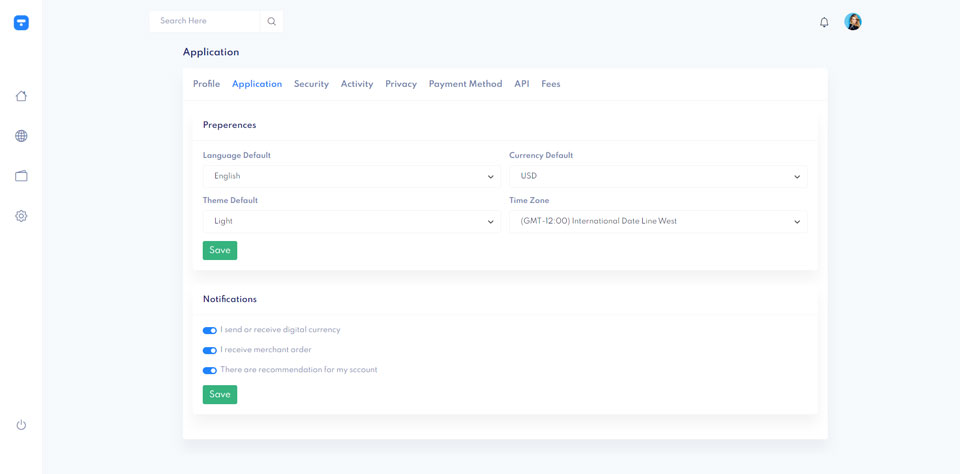 Search Here
Application
Profile Application Security Activity Privacy Payment Method API Fees
Preperences
Language Default Currency Default
English USD
Theme Default Time Zone
Light (GMT-12:00) International Date Line West
Save
Notifications
I send or receive digital currency
I receive merchant order
There are recommendation for my sccount
Save